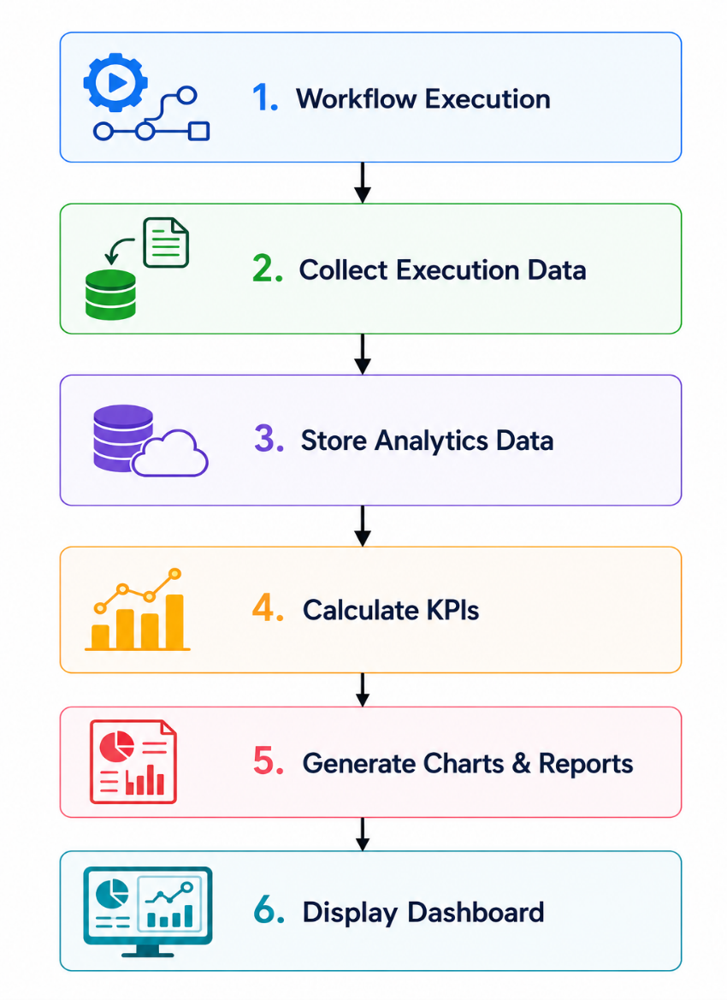 1. Workflow Execution
2. Collect Execution Data
3. Store Analytics Data
4. Calculate KPIs
5. Generate Charts & Reports
6. Display Dashboard